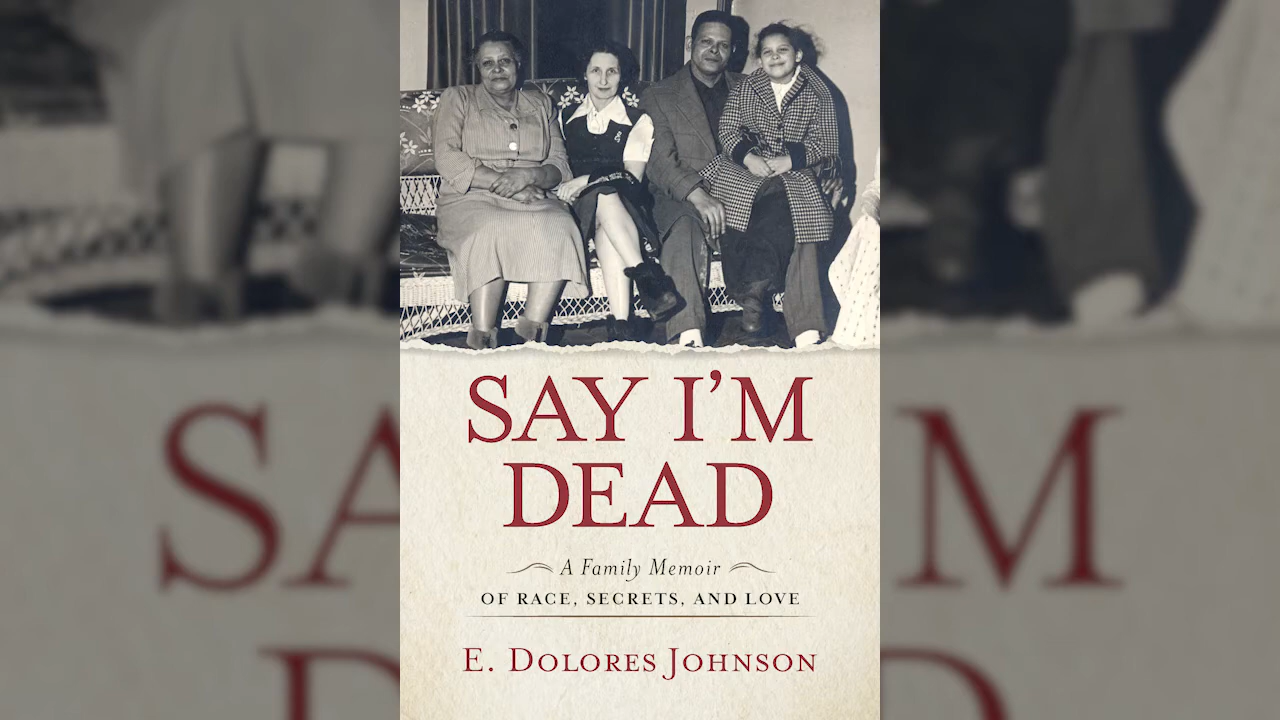 SAY I’M
DEAD
A Family Memoir
OF RACE, SECRETS, AND LOVE
E. DOLORES JOHNSON